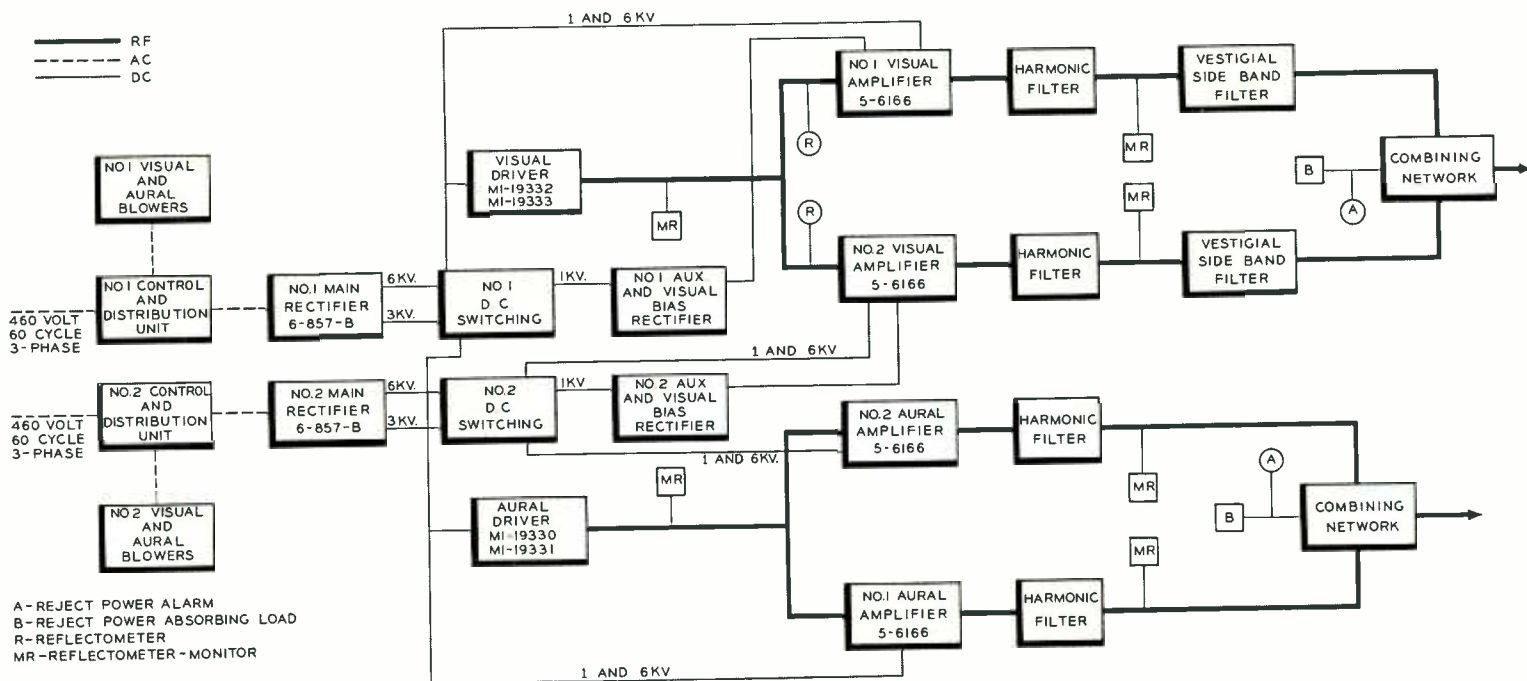 1 AND 6KV
RF
AC
DC
NO 1 VISUAL
AMPLIFIER
5-6166
HARMONIC
FILTER
VESTIGIAL
SIDE BAND
FILTER
R
MR
NO 1 VISUAL
AND
AURAL
BLOWERS
VISUAL
DRIVER
MI-19332
MI-19333
MR
R
MR
B
A
COMBINING
NETWORK
NO.2 VISUAL
AMPLIFIER
5-6166
HARMONIC
FILTER
VESTIGIAL
SIDE BAND
FILTER
460 VOLT
60 CYCLE
3-PHASE
NO 1 CONTROL
AND
DISTRIBUTION
UNIT
NO.1 MAIN
RECTIFIER
6-857-B
6KV.
3KV.
NO 1
D C
SWITCHING
1KV.
NO 1 AUX
AND VISUAL
BIAS
RECTIFIER
1 AND 6KV
460 VOLT
60 CYCLE
3-PHASE
NO.2 CONTROL
AND
DISTRIBUTION
UNIT
NO.2 MAIN
RECTIFIER
6-857-B
6KV.
3KV.
NO.2
D.C
SWITCHING
1KV
NO.2 AUX
AND VISUAL
BIAS
RECTIFIER
1 AND 6KV.
NO.2 AURAL
AMPLIFIER
5-6166
HARMONIC
FILTER
MR
MR
A
B
COMBINING
NETWORK
NO.2 VISUAL
AND
AURAL
BLOWERS
AURAL
DRIVER
MI-19330
MI-19331
MR
NO.1 AURAL
AMPLIFIER
5-6166
HARMONIC
FILTER
A-REJECT POWER ALARM
B-REJECT POWER ABSORBING LOAD
R-REFLECTOMETER
MR-REFLECTOMETER-MONITOR
1 AND 6KV